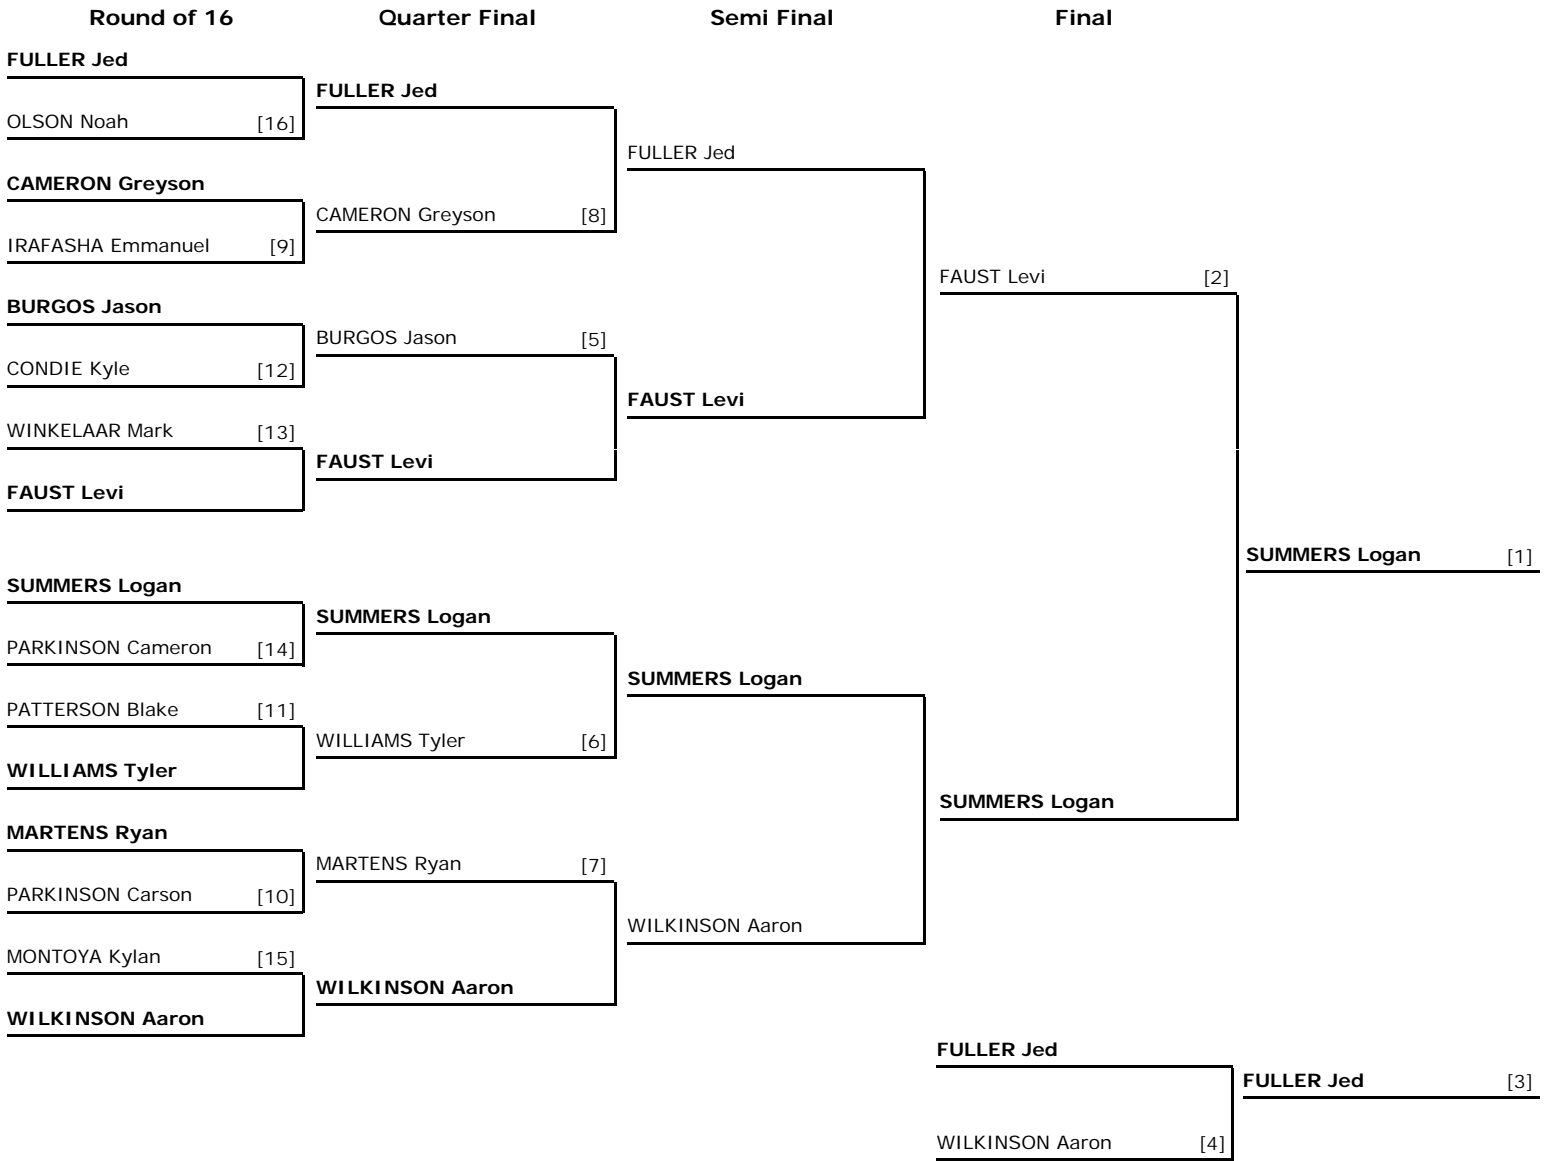 Round of 16 Quarter Final Semi Final Final
FULLER Jed
OLSON Noah [16]
CAMERON Greyson
IRAFASHA Emmanuel [9]
BURGOS Jason
CONDIE Kyle [12]
WINKELAAR Mark [13]
FAUST Levi
SUMMERS Logan
PARKINSON Cameron [14]
PATTERSON Blake [11]
WILLIAMS Tyler
MARTENS Ryan
PARKINSON Carson [10]
MONTOYA Kylan [15]
WILKINSON Aaron
FULLER Jed
CAMERON Greyson [8]
BURGOS Jason [5]
FAUST Levi
SUMMERS Logan
WILLIAMS Tyler [6]
MARTENS Ryan [7]
WILKINSON Aaron
FULLER Jed
FAUST Levi
SUMMERS Logan
WILKINSON Aaron
FAUST Levi [2]
SUMMERS Logan
SUMMERS Logan [1]
FULLER Jed
WILKINSON Aaron [4]
FULLER Jed [3]